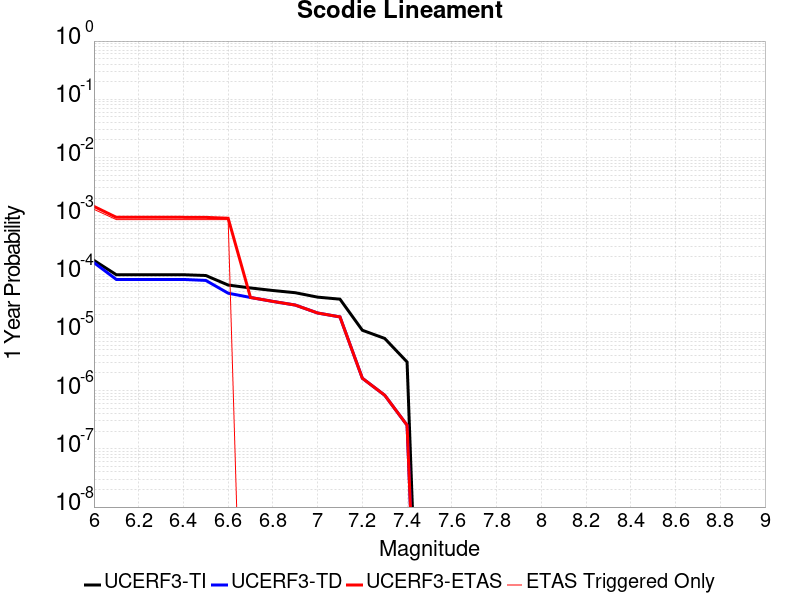 Scodie Lineament
10^0
10^-1
10^-2
10^-3
10^-4
10^-5
10^-6
10^-7
10^-8
1 Year Probability
6 6.2 6.4 6.6 6.8 7 7.2 7.4 7.6 7.8 8 8.2 8.4 8.6 8.8 9
Magnitude
UCERF3-TI UCERF3-TD UCERF3-ETAS ETAS Triggered Only